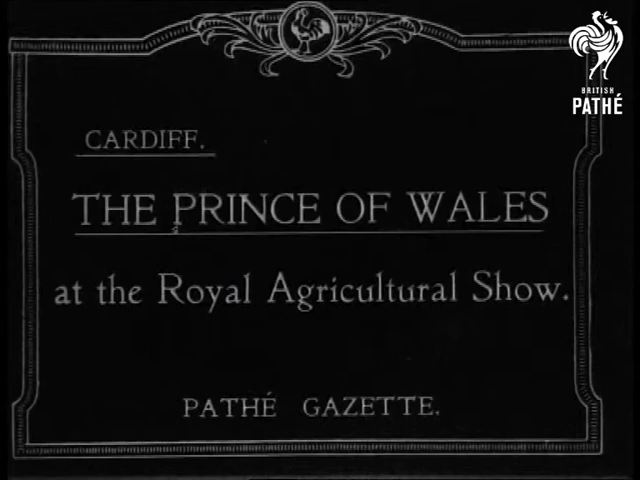 BRITISH
PATHÉ
CARDIFF.
THE PRINCE OF WALES
at the Royal Agricultural Show.
PATHÉ GAZETTE.